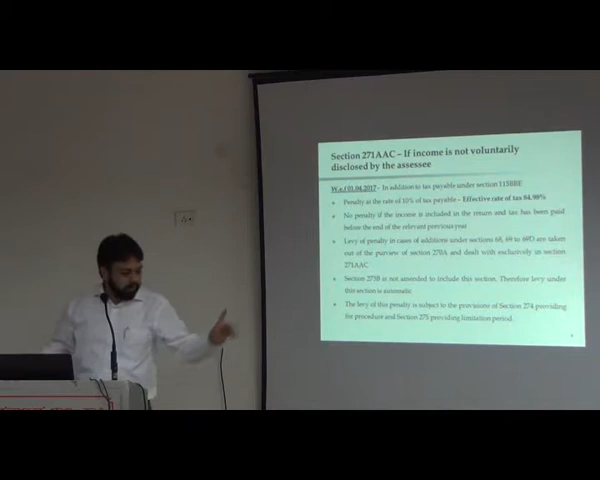 Section 271AAC – If income is not voluntarily
disclosed by the assessee
W.e.f 01.04.2017 - In addition to tax payable under section 115BBE
Penalty at the rate of 10% of tax payable – Effective rate of tax
No penalty if the income is included in the return and tax has been paid
before the end of the relevant previous year
Levy of penalty in cases of additions under sections 68, 69 to 69D are taken
out of the purview of section 270A and dealt with exclusively in section
271AAC
Section 273B is not amended to include this section. Therefore levy under
this section is automatic
The levy of this penalty is subject to the provisions of Section 274 providing
for procedure and Section 275 providing limitation period.